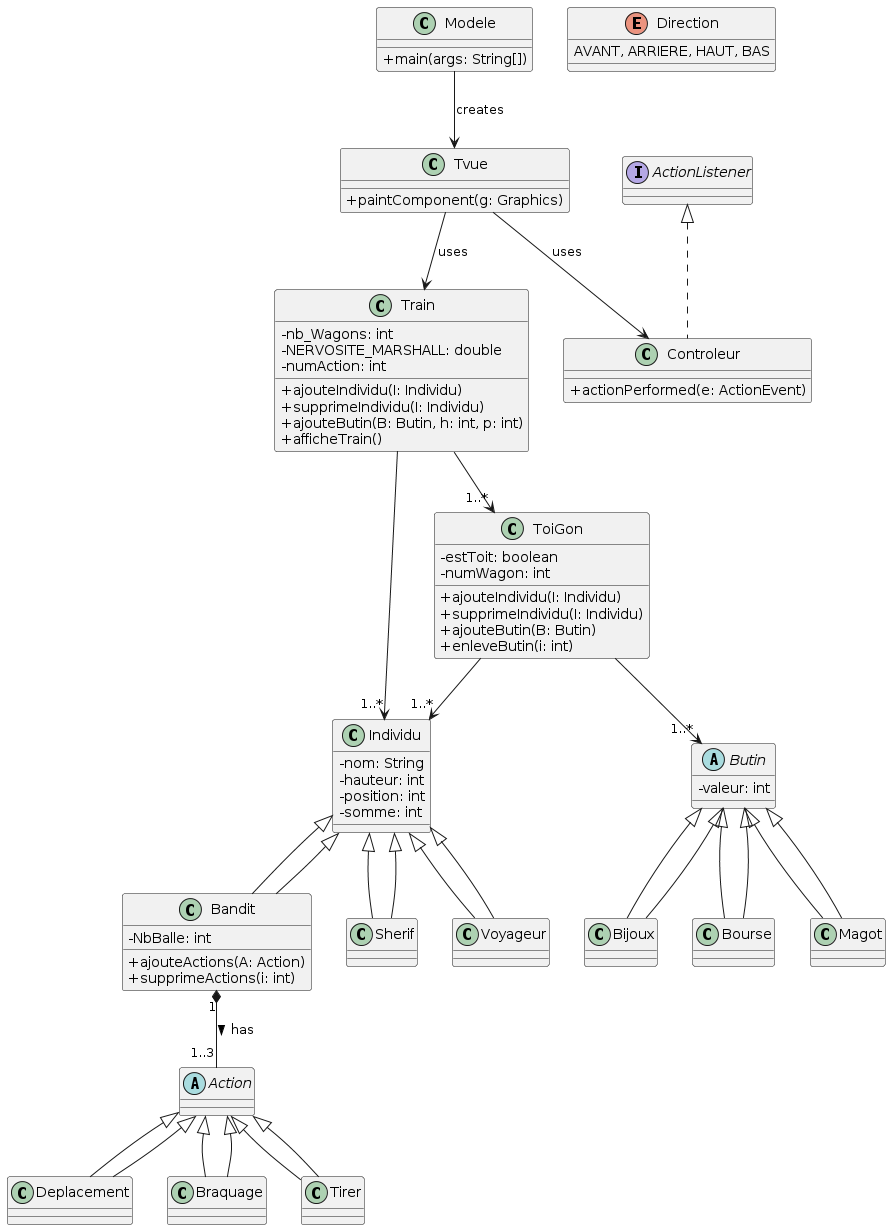 C Modele
+main(args: String[])
E Direction
AVANT, ARRIERE, HAUT, BAS
creates
C Tvue
+paintComponent(g: Graphics)
I ActionListener
uses
uses
C Train
-nb_Wagons: int
-NERVOSITE_MARSHALL: double
-numAction: int
+ajouteIndividu(I: Individu)
+supprimeIndividu(I: Individu)
+ajouteButin(B: Butin, h: int, p: int)
+afficheTrain()
C Controleur
+actionPerformed(e: ActionEvent)
1..*
C ToiGon
-estToit: boolean
-numWagon: int
+ajouteIndividu(I: Individu)
+supprimeIndividu(I: Individu)
+ajouteButin(B: Butin)
+enleveButin(i: int)
1..*
1..*
1..*
C Individu
-nom: String
-hauteur: int
-position: int
-somme: int
A Butin
-valeur: int
C Bandit
-NbBalle: int
+ajouteActions(A: Action)
+supprimeActions(i: int)
C Sherif
C Voyageur
C Bijoux
C Bourse
C Magot
1
has
1..3
A Action
C Deplacement
C Braquage
C Tirer